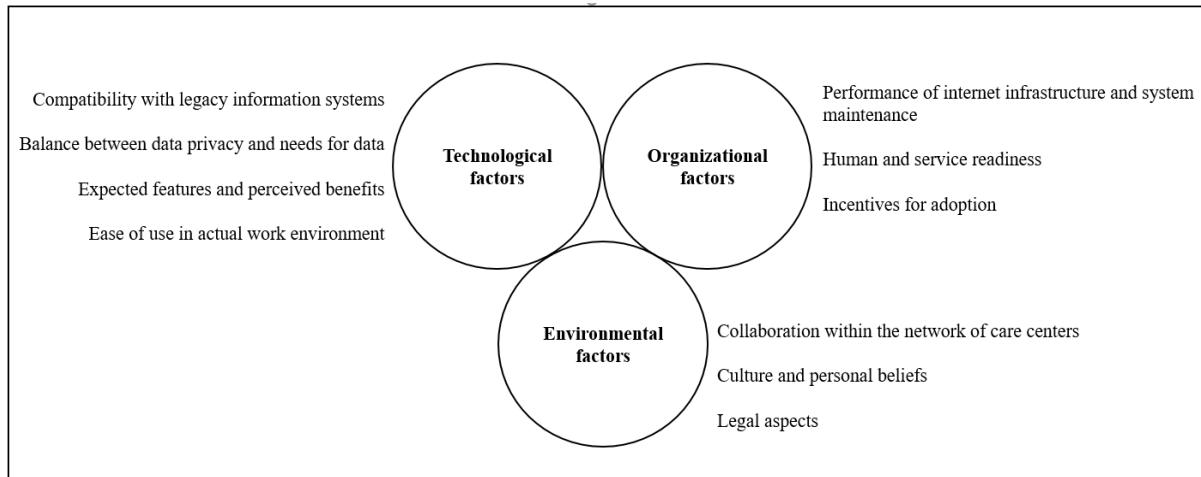 Compatibility with legacy information systems
Balance between data privacy and needs for data
Expected features and perceived benefits
Ease of use in actual work environment
Technological
factors
Organizational
factors
Performance of internet infrastructure and system
maintenance
Human and service readiness
Incentives for adoption
Environmental
factors
Collaboration within the network of care centers
Culture and personal beliefs
Legal aspects